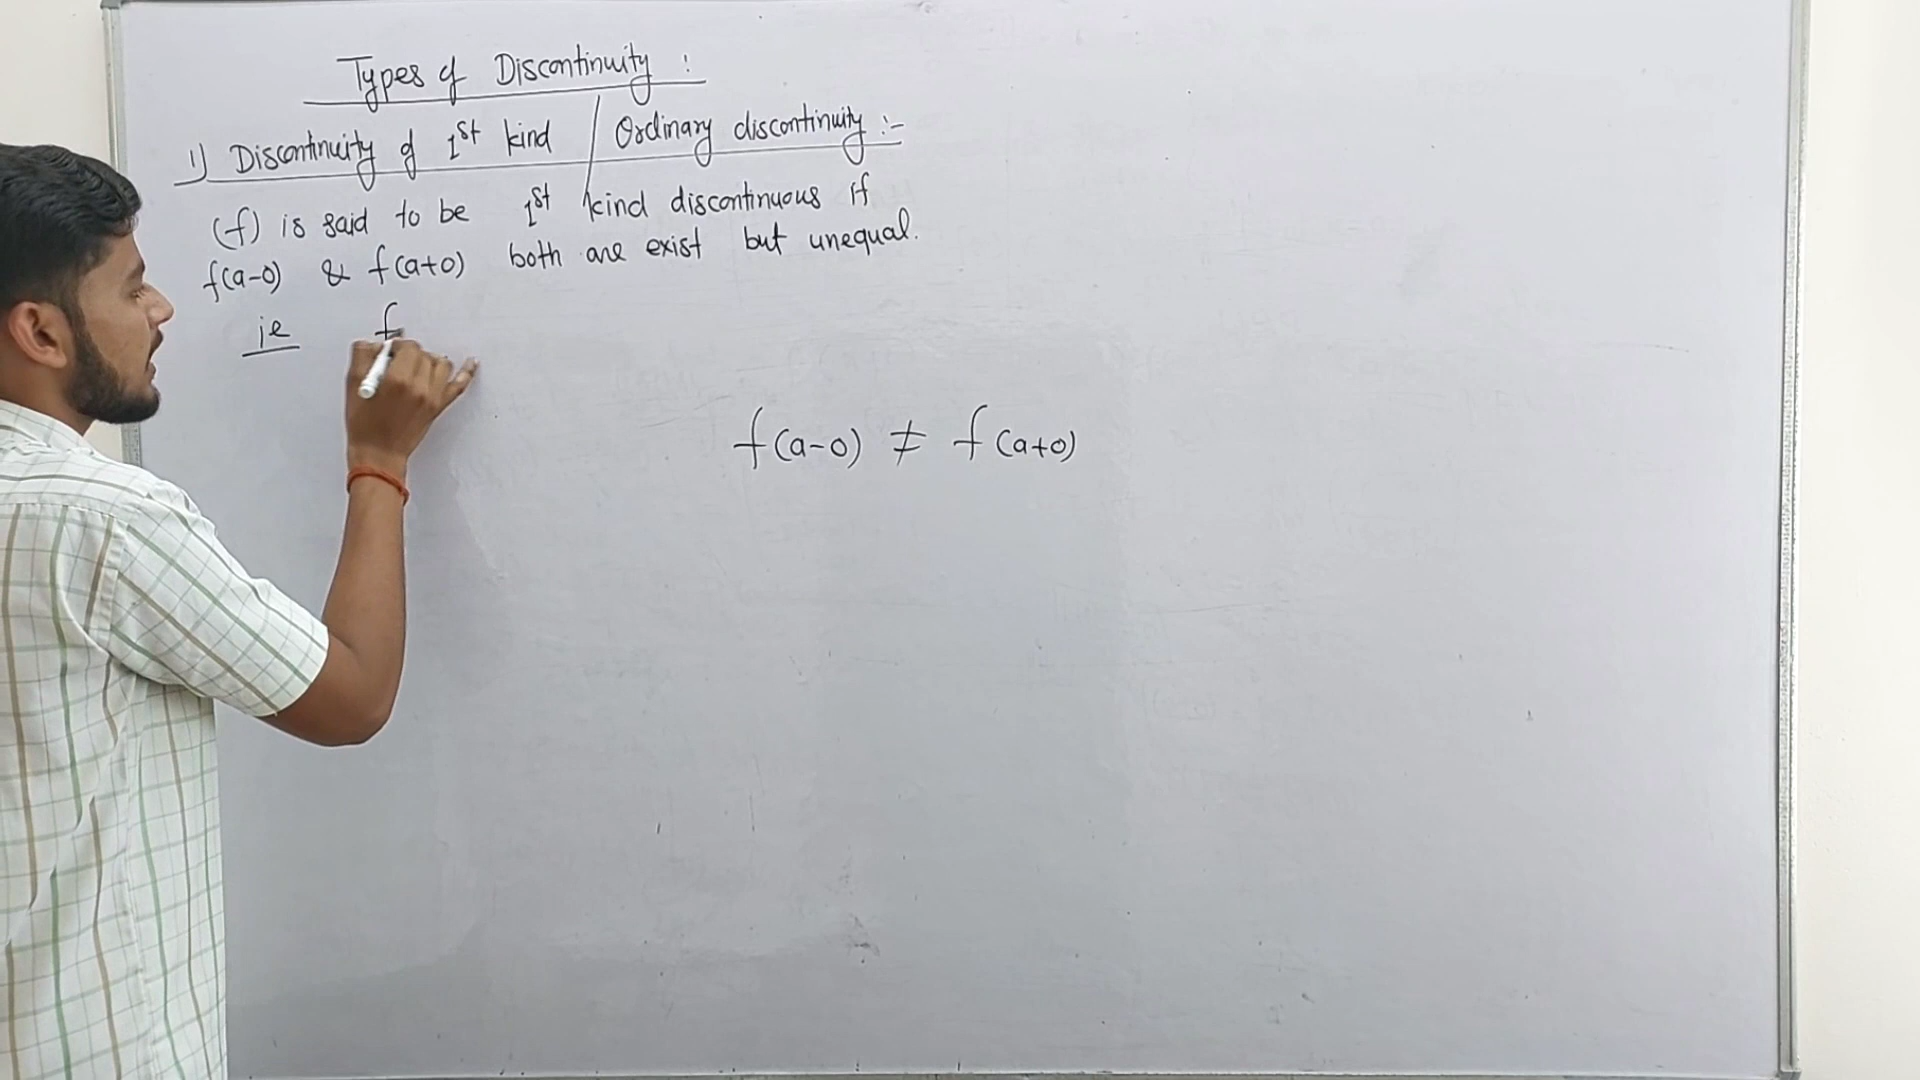 Types of Discontinuity :
1) Discontinuity of 1st kind / Ordinary discontinuity :-
(f) is said to be 1st kind discontinuous if
f(a-0) & f(a+0) both are exist but unequal.
ie f
f(a-0) ≠ f(a+0)